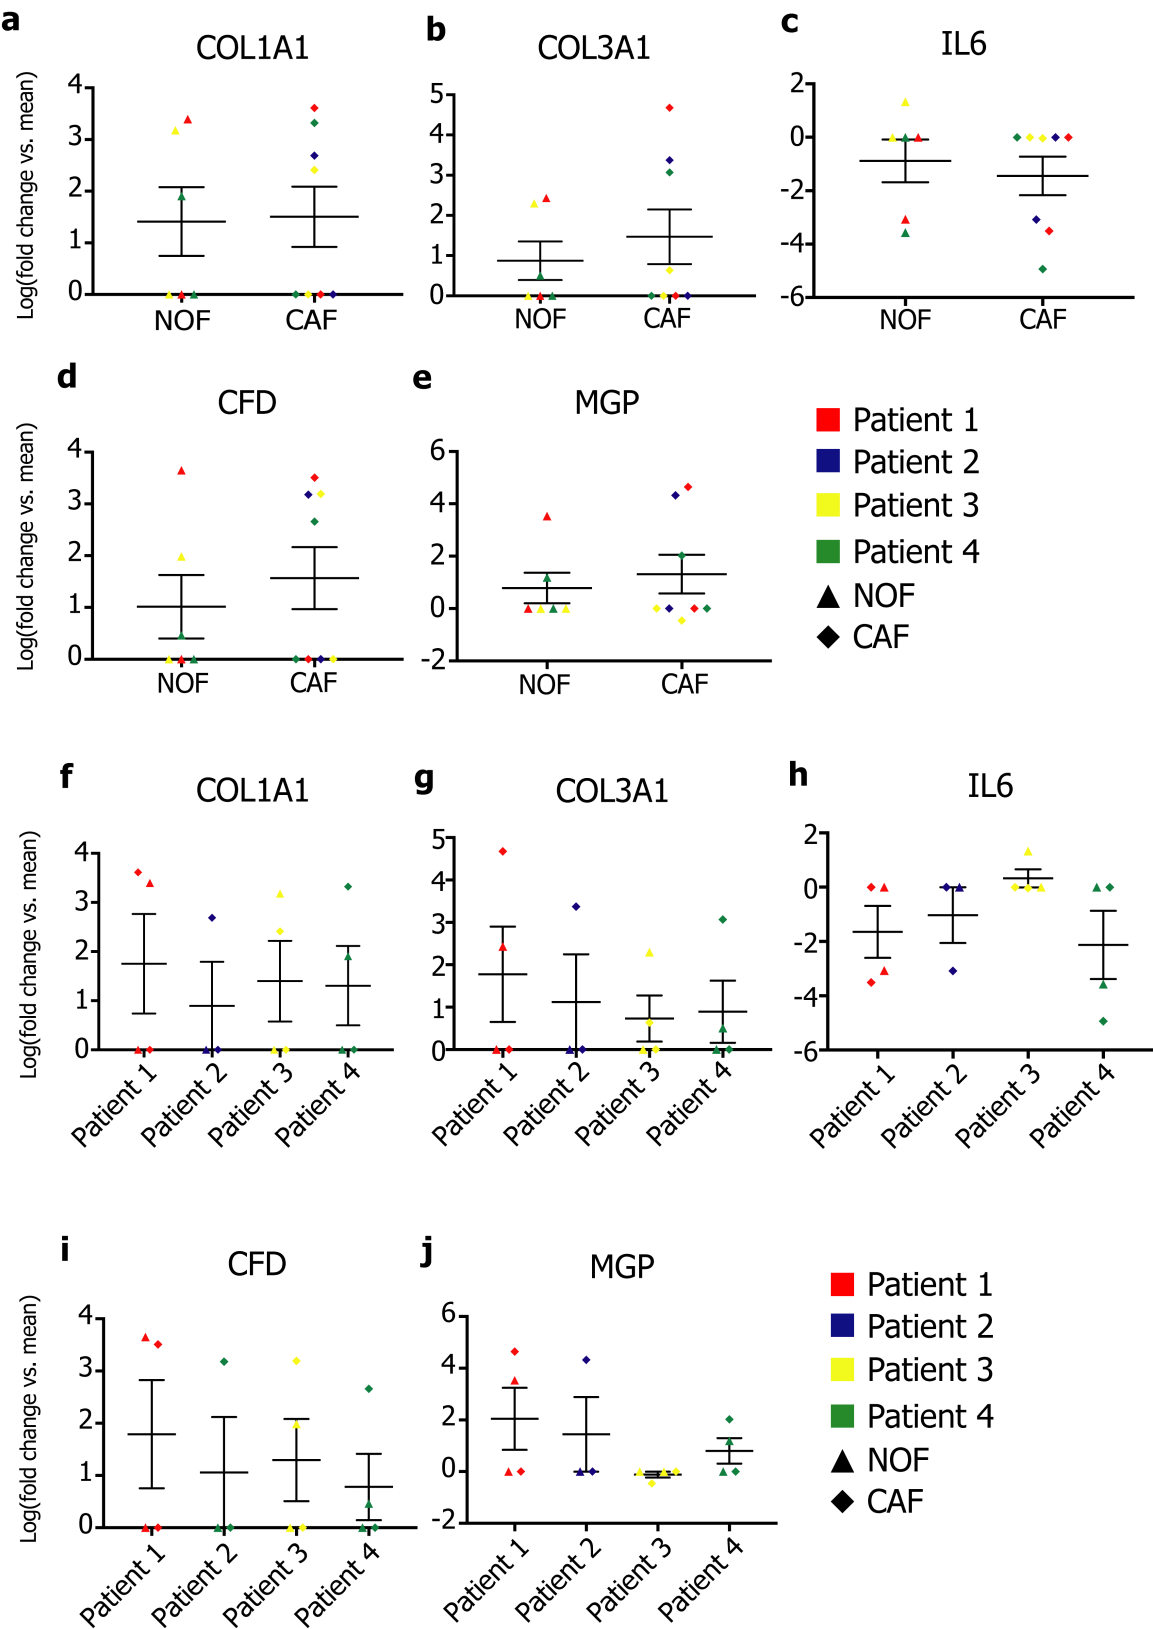 a
COL1A1
b
COL3A1
c
IL6
Log(fold change vs. mean)
4
3
2
1
0
NOF CAF
5
4
3
2
1
0
NOF CAF
2
0
-2
-4
-6
NOF CAF
d
CFD
e
MGP
Log(fold change vs. mean)
4
3
2
1
0
NOF CAF
6
4
2
0
-2
NOF CAF
Patient 1
Patient 2
Patient 3
Patient 4
NOF
CAF
f
COL1A1
g
COL3A1
h
IL6
Log(fold change vs. mean)
4
3
2
1
0
Patient 1 Patient 2 Patient 3 Patient 4
5
4
3
2
1
0
Patient 1 Patient 2 Patient 3 Patient 4
2
0
-2
-4
-6
Patient 1 Patient 2 Patient 3 Patient 4
i
CFD
j
MGP
Log(fold change vs. mean)
4
3
2
1
0
Patient 1 Patient 2 Patient 3 Patient 4
6
4
2
0
-2
Patient 1 Patient 2 Patient 3 Patient 4
Patient 1
Patient 2
Patient 3
Patient 4
NOF
CAF